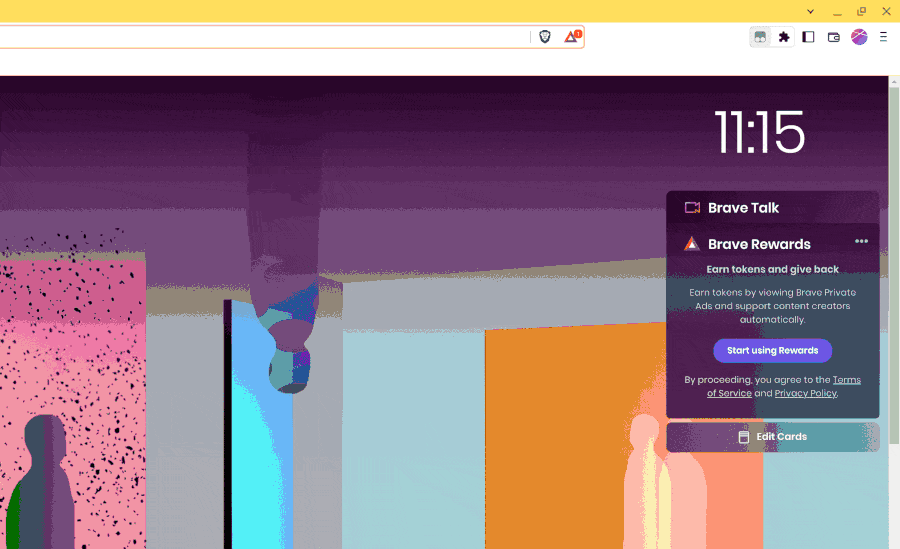 1
11:15
Brave Talk
Brave Rewards
Earn tokens and give back
Earn tokens by viewing Brave Private
Ads and support content creators
automatically.
Start using Rewards
By proceeding, you agree to the Terms
of Service and Privacy Policy.
Edit Cards